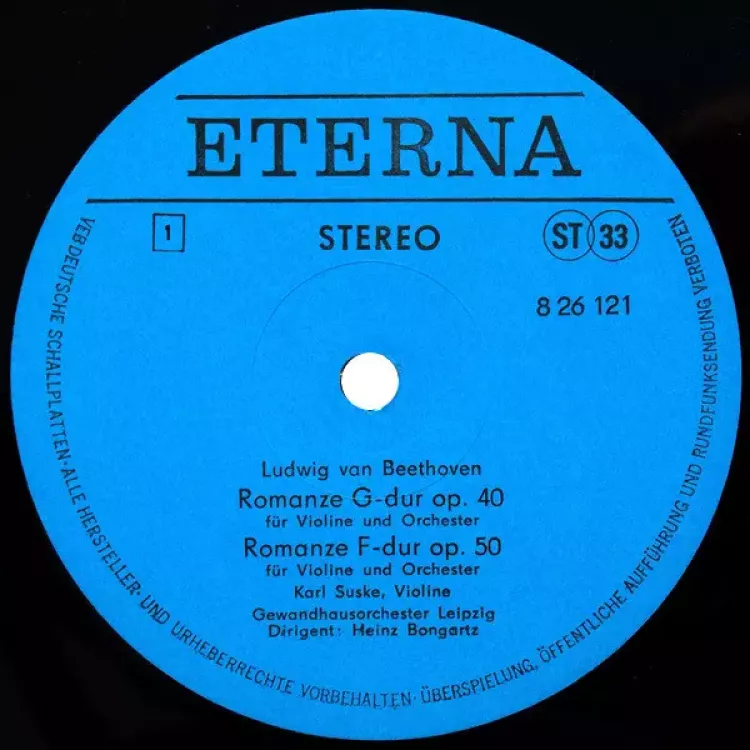 ETERNA
1
STEREO
ST 33
8 26 121
Ludwig van Beethoven
Romanze G-dur op. 40
für Violine und Orchester
Romanze F-dur op. 50
für Violine und Orchester
Karl Suske, Violine
Gewandhausorchester Leipzig
Dirigent: Heinz Bongartz
VEB DEUTSCHE SCHALLPLATTEN · ALLE HERSTELLER- UND URHEBERRECHTE VORBEHALTEN · ÜBERSPIELUNG, ÖFFENTLICHE AUFFÜHRUNG UND RUNDFUNKSENDUNG VERBOTEN